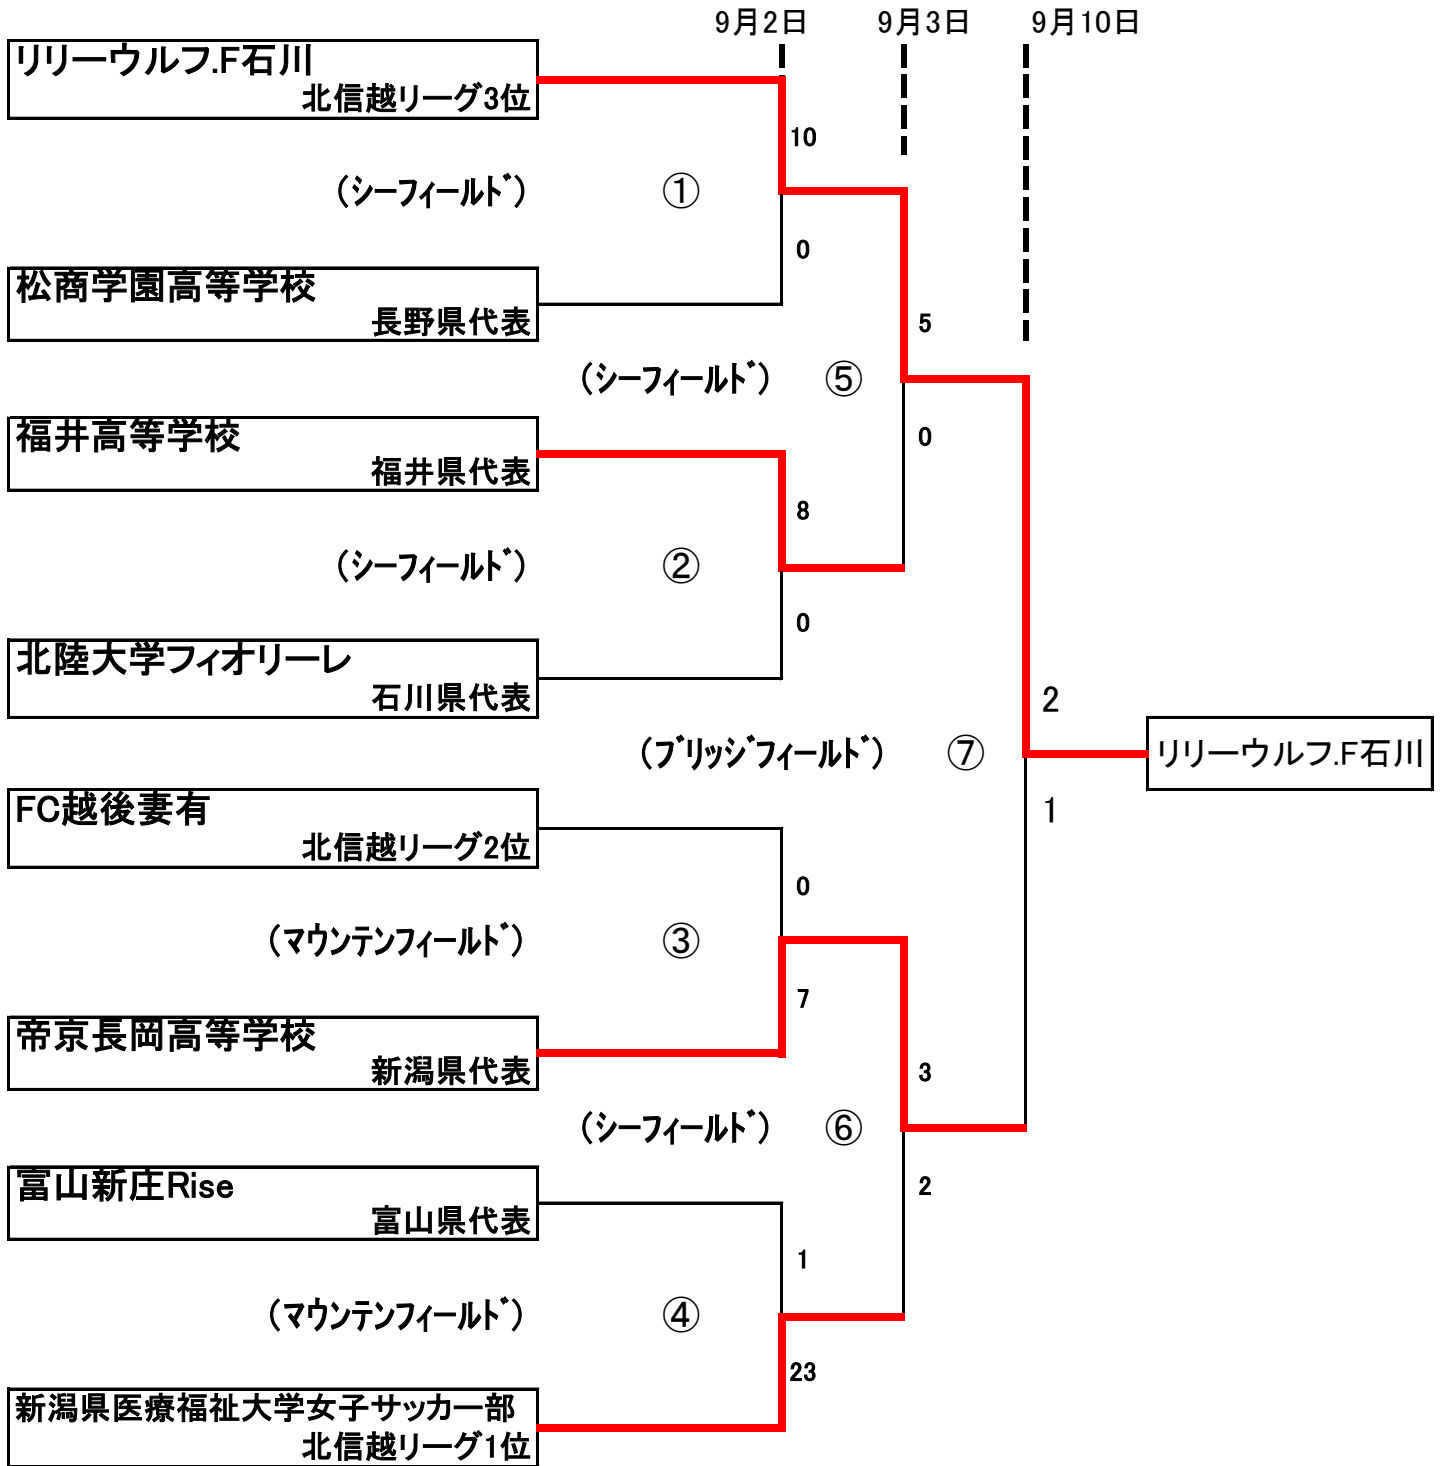 9月2日 9月3日 9月10日
リリーウルフ.F石川
北信越リーグ3位
10
(シーフィールド) ①
0
松商学園高等学校
長野県代表
5
(シーフィールド) ⑤
0
福井高等学校
福井県代表
8
(シーフィールド) ②
0
北陸大学フィオリーレ
石川県代表
2
(ブリッジフィールド) ⑦
リリーウルフ.F石川
1
FC越後妻有
北信越リーグ2位
0
(マウンテンフィールド) ③
7
帝京長岡高等学校
新潟県代表
3
(シーフィールド) ⑥
2
富山新庄Rise
富山県代表
1
(マウンテンフィールド) ④
23
新潟県医療福祉大学女子サッカー部
北信越リーグ1位